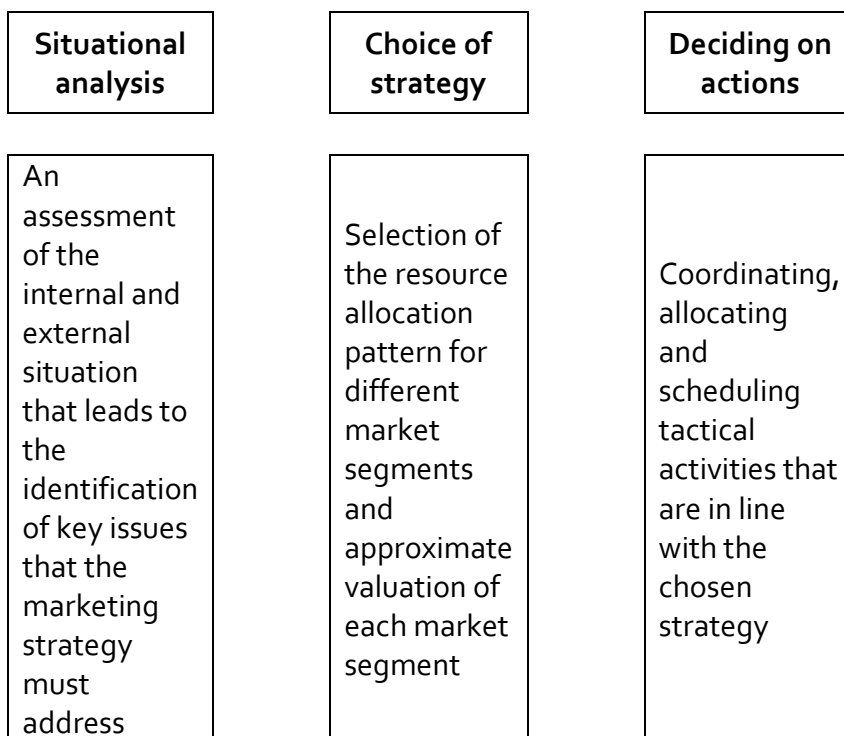 Situational
analysis
Choice of
strategy
Deciding on
actions
An
assessment
of the
internal and
external
situation
that leads to
the
identification
of key issues
that the
marketing
strategy
must
address
Selection of
the resource
allocation
pattern for
different
market
segments
and
approximate
valuation of
each market
segment
Coordinating,
allocating
and
scheduling
tactical
activities that
are in line
with the
chosen
strategy